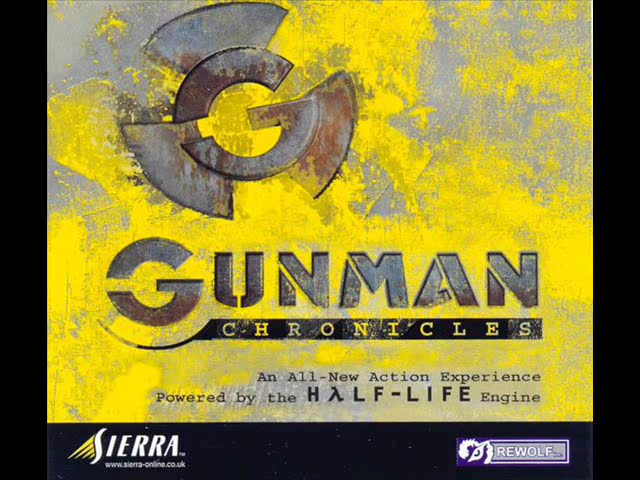 G
GUNMAN
CHRONICLES
An All-New Action Experience
Powered by the HλLF-LIFE Engine
SIERRA™
www.sierra-online.co.uk
REWOLF